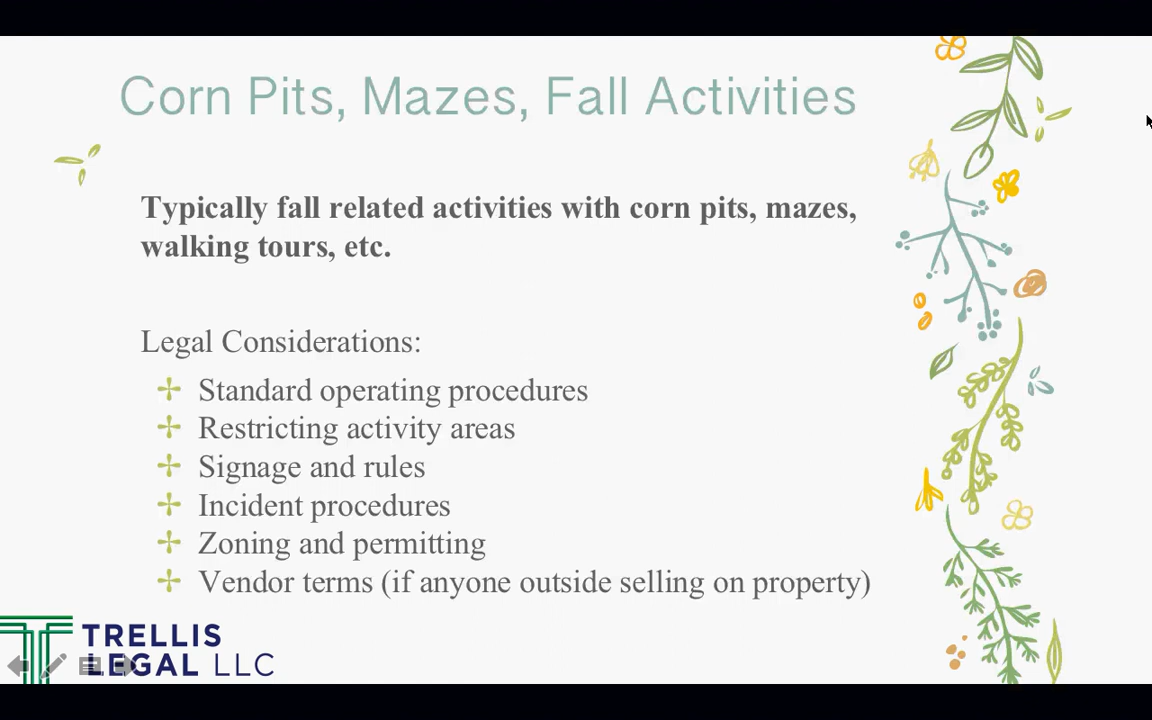 Corn Pits, Mazes, Fall Activities
Typically fall related activities with corn pits, mazes,
walking tours, etc.
Legal Considerations:
Standard operating procedures
Restricting activity areas
Signage and rules
Incident procedures
Zoning and permitting
Vendor terms (if anyone outside selling on property)
TRELLIS
LEGAL LLC